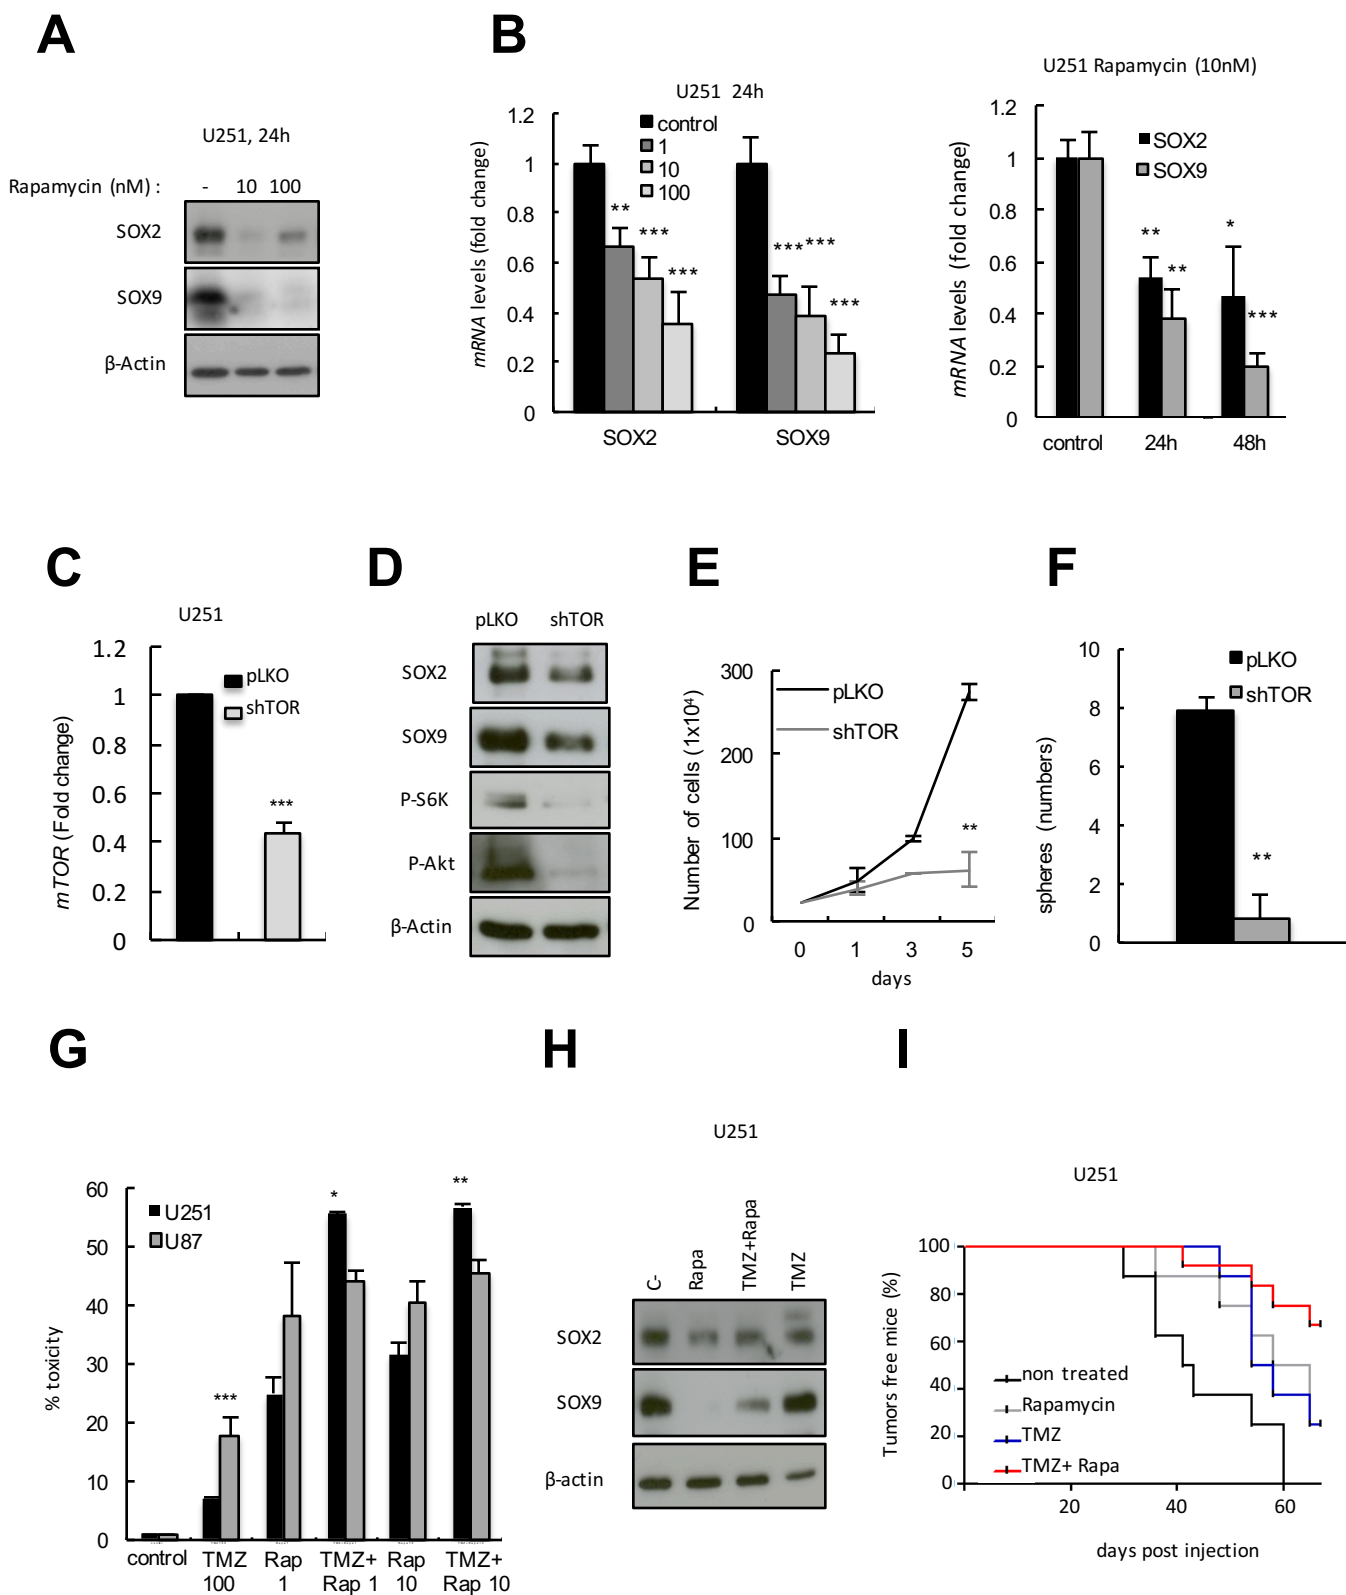 A
U251, 24h
Rapamycin (nM) : - 10 100
SOX2
SOX9
β-Actin
B
U251 24h
mRNA levels (fold change)
1.2
1
0.8
0.6
0.4
0.2
0
control
1
10
100
**
***
***
***
***
***
SOX2
SOX9
U251 Rapamycin (10nM)
mRNA levels (fold change)
1.2
1
0.8
0.6
0.4
0.2
0
SOX2
SOX9
**
**
*
***
control
24h
48h
C
U251
mTOR (Fold change)
1.2
1
0.8
0.6
0.4
0.2
0
pLKO
shTOR
***
D
pLKO shTOR
SOX2
SOX9
P-S6K
P-Akt
β-Actin
E
Number of cells (1x10⁴)
300
200
100
0
pLKO
shTOR
**
0 1 3 5
days
F
spheres (numbers)
10
8
6
4
2
0
pLKO
shTOR
**
G
% toxicity
60
50
40
30
20
10
0
U251
U87
***
*
**
control
TMZ 100
Rap 1
TMZ+ Rap 1
Rap 10
TMZ+ Rap 10
H
U251
C-
Rapa
TMZ+Rapa
TMZ
SOX2
SOX9
β-actin
I
U251
Tumors free mice (%)
100
80
60
40
20
0
non treated
Rapamycin
TMZ
TMZ+ Rapa
20 40 60
days post injection